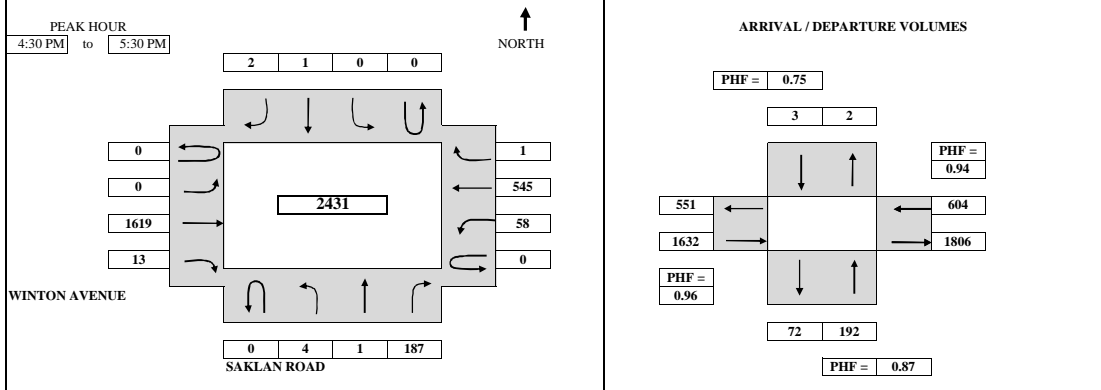 PEAK HOUR
4:30 PM to 5:30 PM
NORTH
2 1 0 0
0
0
1619
13
2431
1
545
58
0
WINTON AVENUE
0 4 1 187
SAKLAN ROAD
ARRIVAL / DEPARTURE VOLUMES
PHF = 0.75
3 2
PHF =
0.94
551
1632
604
1806
PHF =
0.96
72 192
PHF = 0.87